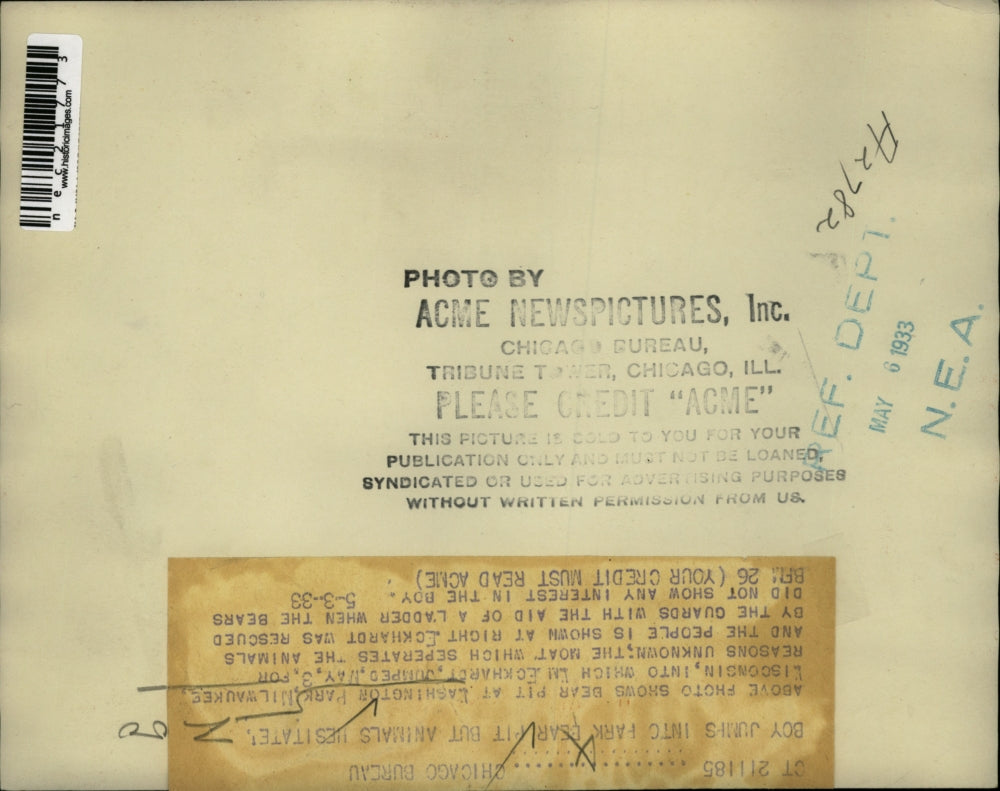 nec21773
www.historicimages.com
H2782
REF. DEPT.
MAY 6 1933
N.E.A.
PHOTO BY
ACME NEWSPICTURES, Inc.
CHICAGO BUREAU,
TRIBUNE TOWER, CHICAGO, ILL.
PLEASE CREDIT "ACME"
THIS PICTURE IS SOLD TO YOU FOR YOUR
PUBLICATION ONLY AND MUST NOT BE LOANED,
SYNDICATED OR USED FOR ADVERTISING PURPOSES
WITHOUT WRITTEN PERMISSION FROM US.
CT 211185 CHICAGO BUREAU
BOY JUMPS INTO PARK BEAR PIT BUT ANIMALS HESITATE!
ABOVE PHOTO SHOWS BEAR PIT AT WASHINGTON PARK, MILWAUKEE,
WISCONSIN, INTO WHICH WM ECKHARDT, JUMPED, MAY, 3, FOR
REASONS UNKNOWN; THE MOAT WHICH SEPERATES THE ANIMALS
AND THE PEOPLE IS SHOWN AT RIGHT. ECKHARDT WAS RESCUED
BY THE GUARDS WITH THE AID OF A LADDER WHEN THE BEARS
DID NOT SHOW ANY INTEREST IN THE BOY. 5-3-33
26 (YOUR CREDIT MUST READ ACME)